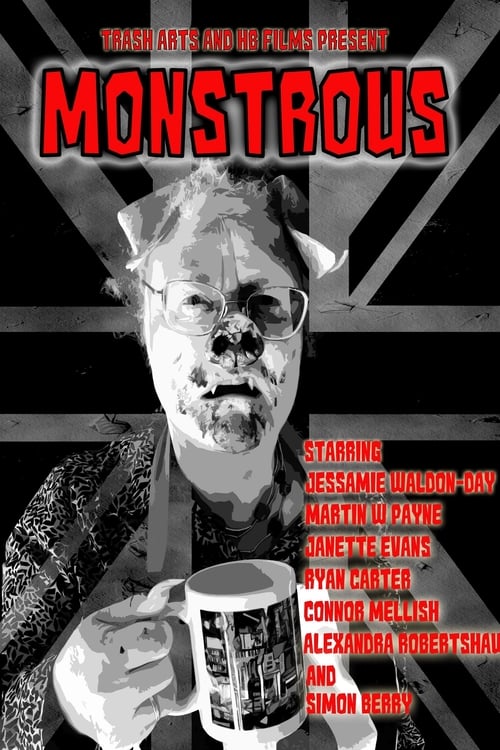 TRASH ARTS AND HB FILMS PRESENT
MONSTROUS
STARRING
JESSAMIE WALDON-DAY
MARTIN W PAYNE
JANETTE EVANS
RYAN CARTER
CONNOR MELLISH
ALEXANDRA ROBERTSHAW
AND
SIMON BERRY